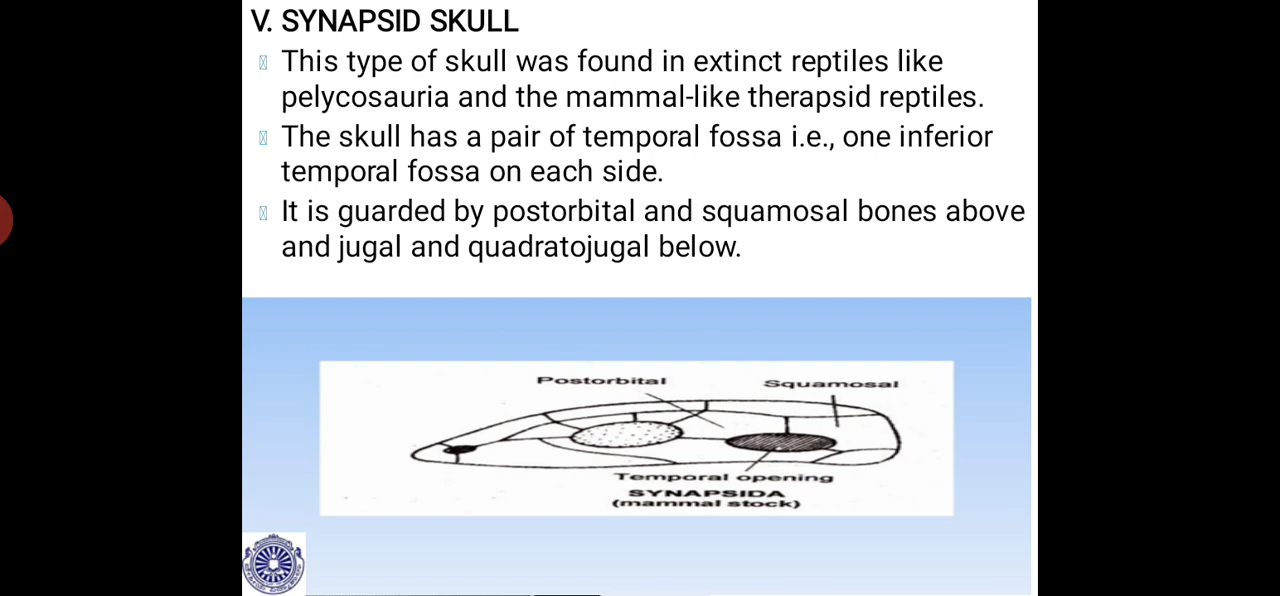 V. SYNAPSID SKULL
This type of skull was found in extinct reptiles like
pelycosauria and the mammal-like therapsid reptiles.
The skull has a pair of temporal fossa i.e., one inferior
temporal fossa on each side.
It is guarded by postorbital and squamosal bones above
and jugal and quadratojugal below.
Postorbital
Squamosal
Temporal opening
SYNAPSIDA
(mammal stock)